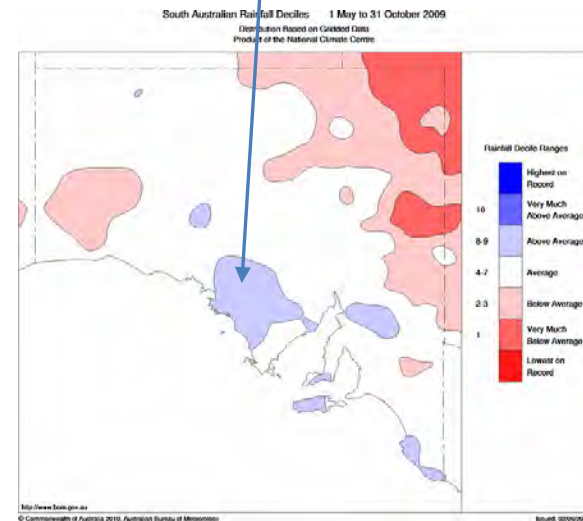 South Australian Rainfall Deciles 1 May to 31 October 2009
Distribution Based on Gridded Data
Product of the National Climate Centre
Rainfall Decile Ranges
Highest on
Record
10
Very Much
Above Average
8-9
Above Average
4-7
Average
2-3
Below Average
1
Very Much
Below Average
Lowest on
Record
http://www.bom.gov.au
© Commonwealth of Australia 2010, Australian Bureau of Meteorology
Issued: